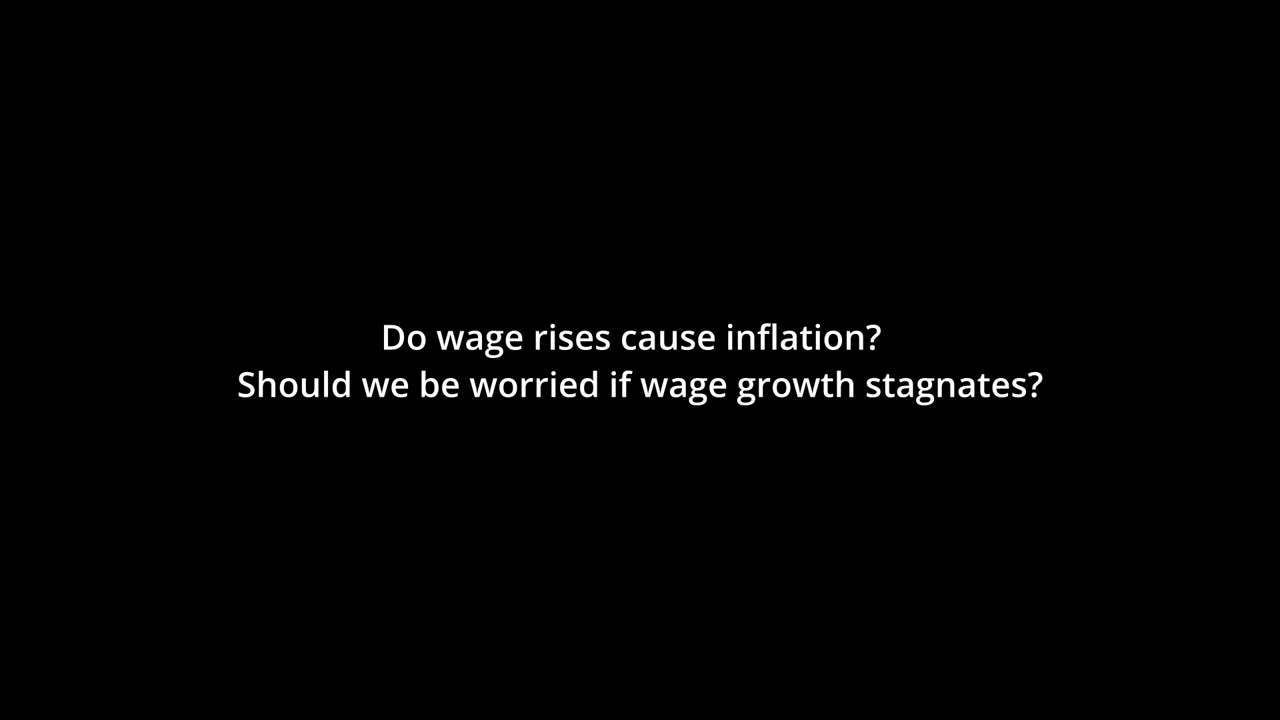 Do wage rises cause inflation?
Should we be worried if wage growth stagnates?